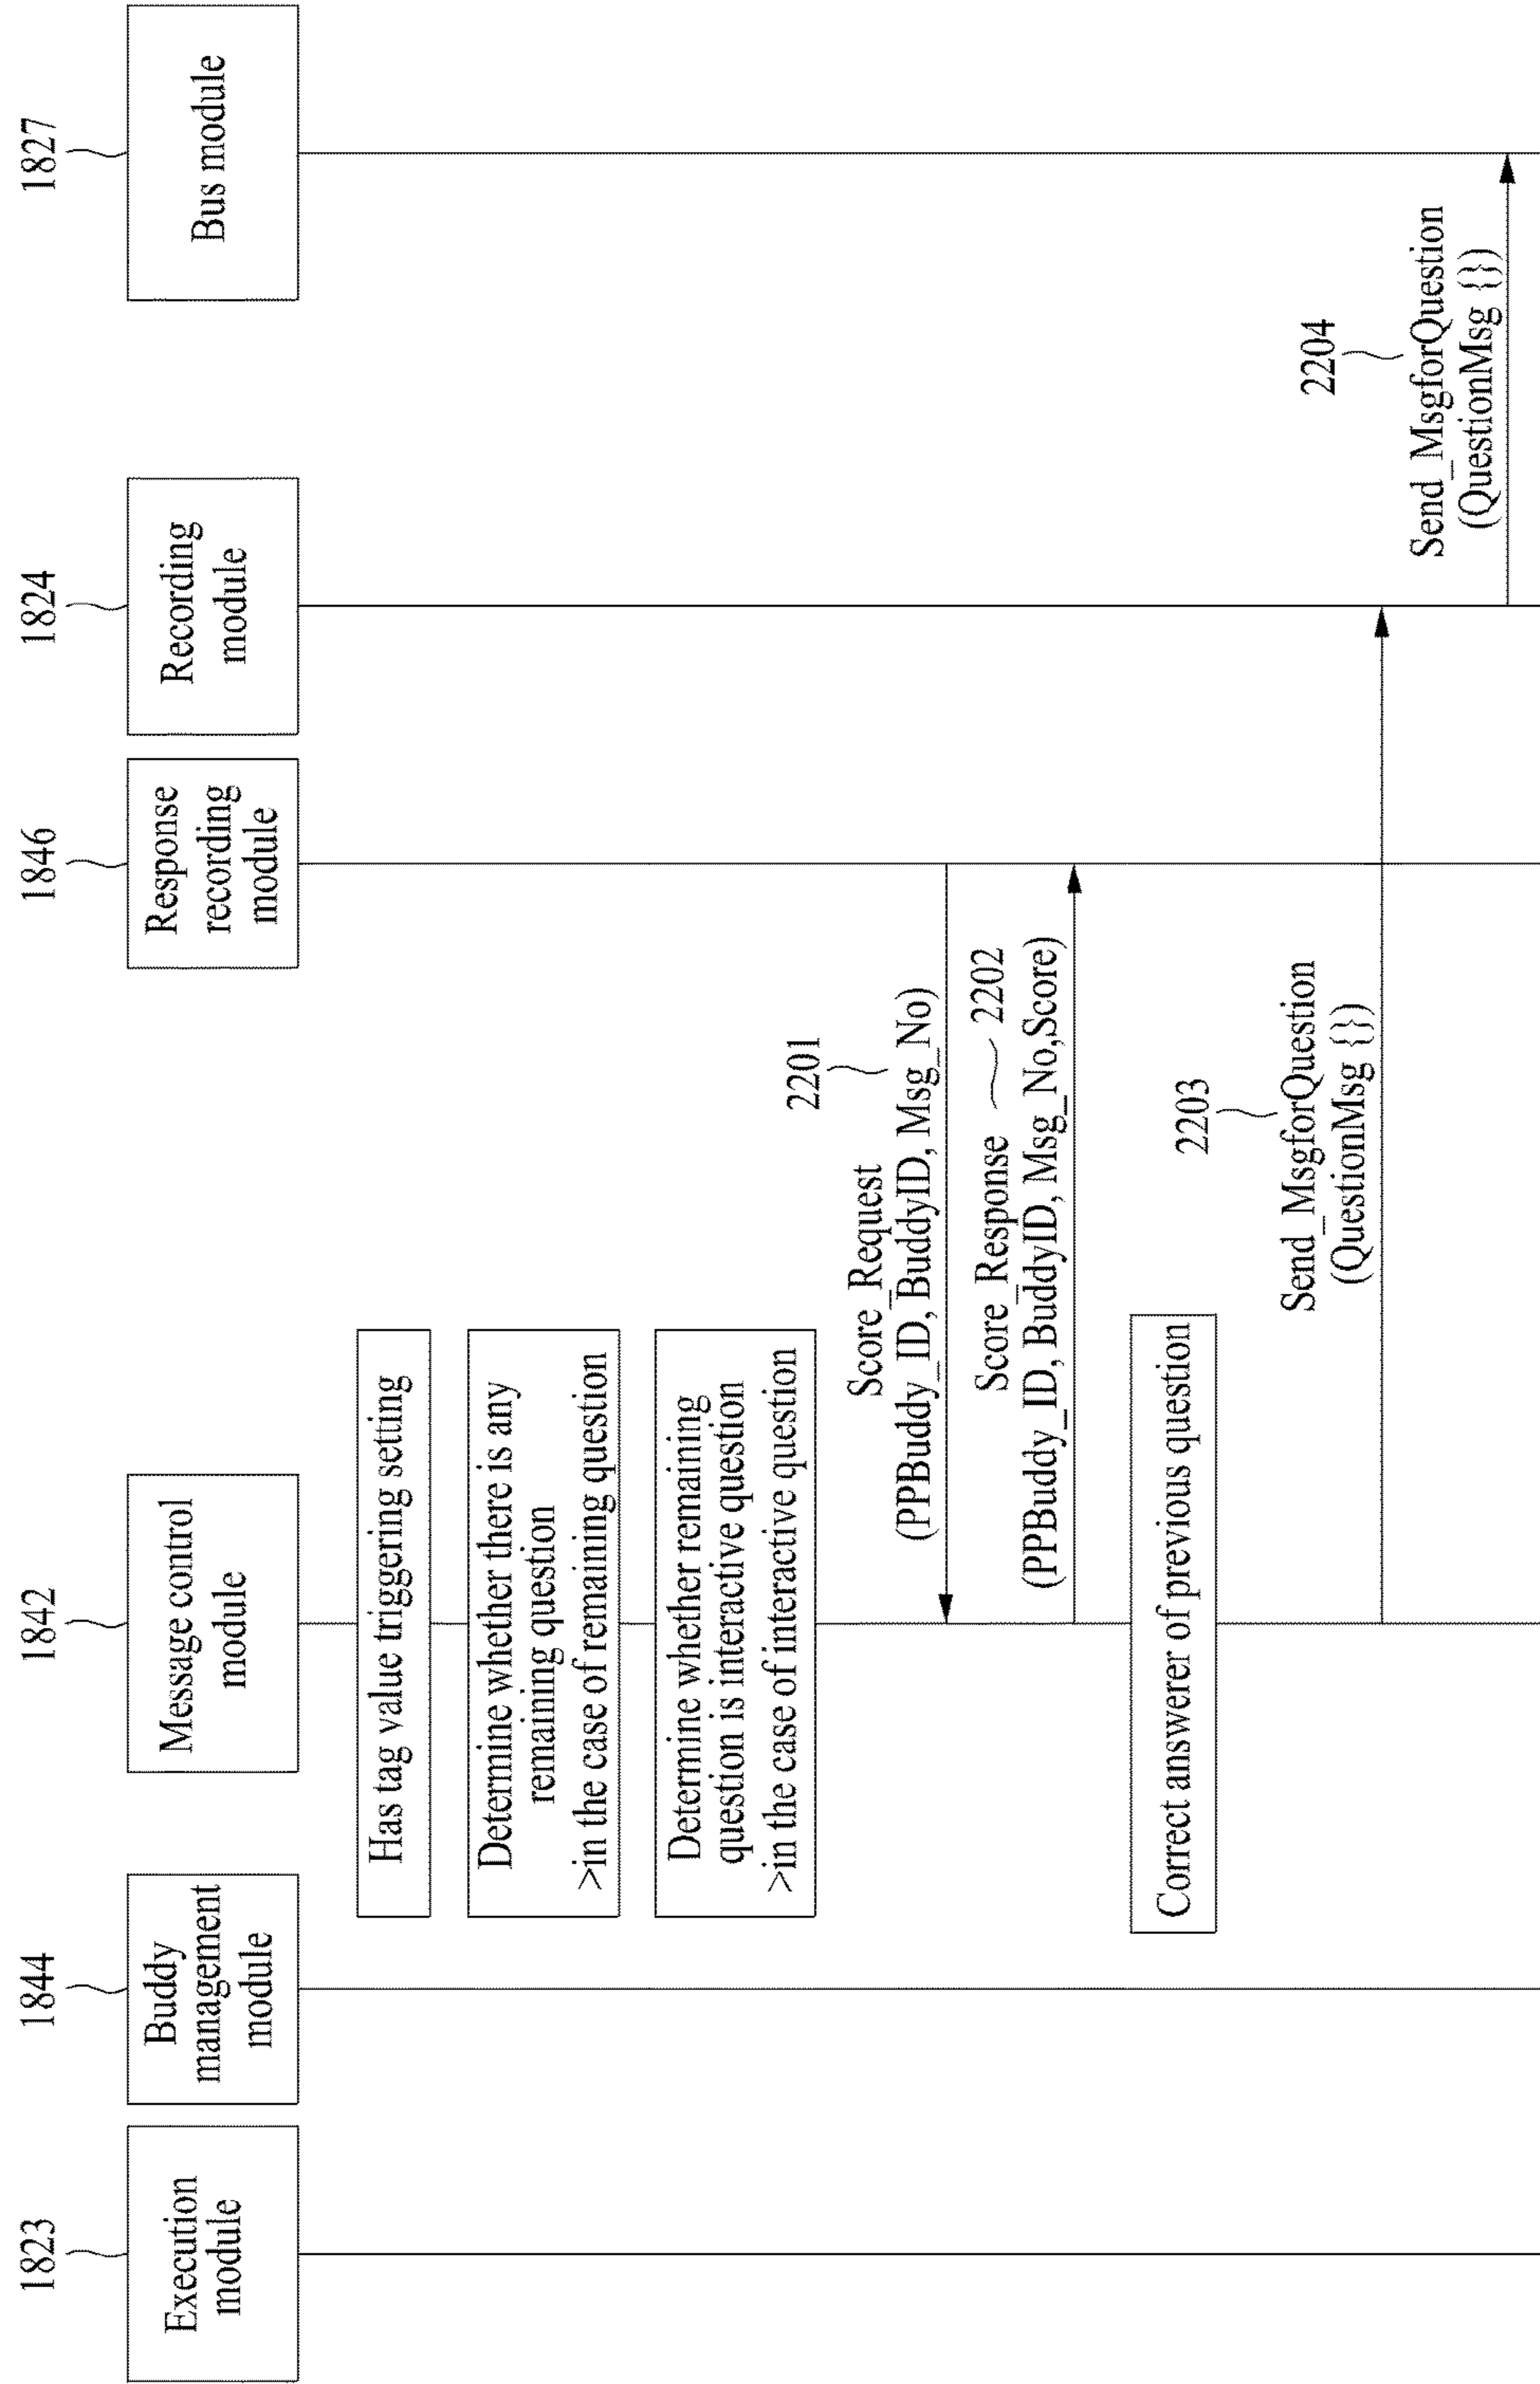 1823
Execution
module
1844
Buddy
management
module
1842
Message control
module
1846
Response
recording
module
1824
Recording
module
1827
Bus module
Has tag value triggering setting
Determine whether there is any
remaining question
>in the case of remaining question
Determine whether remaining
question is interactive question
>in the case of interactive question
2201
Score_Request
(PPBuddy_ID, BuddyID, Msg_No)
Score_Response 2202
(PPBuddy_ID, BuddyID, Msg_No,Score)
Correct answerer of previous question
2203
Send_MsgforQuestion
(QuestionMsg {})
2204
Send_MsgforQuestion
(QuestionMsg {})